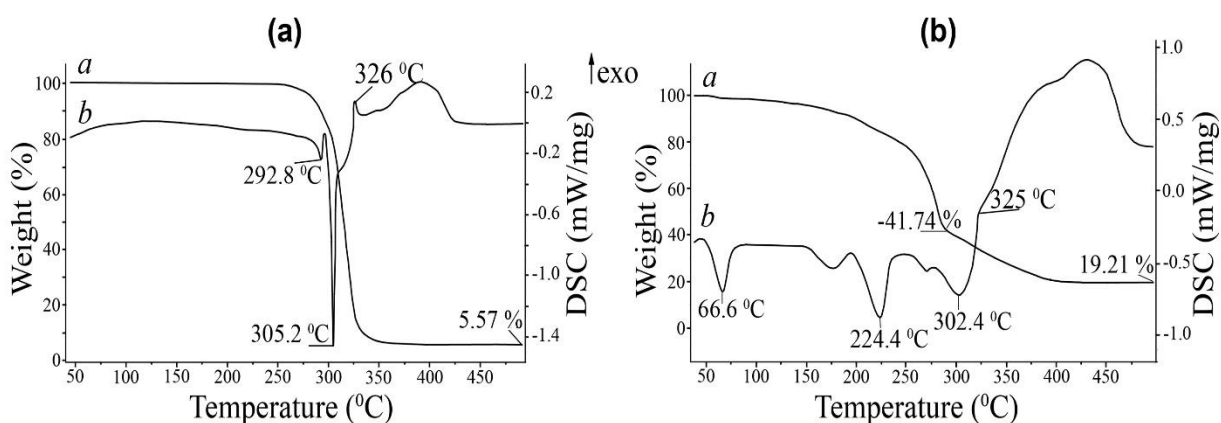 (a)
a
b
326 ⁰C
↑exo
292.8 ⁰C
305.2 ⁰C
5.57 %
100
80
60
40
20
0
Weight (%)
0.2
-0.2
-0.6
-1.0
-1.4
DSC (mW/mg)
50 100 150 200 250 300 350 400 450
Temperature (⁰C)
(b)
a
b
-41.74 %
325 ⁰C
19.21 %
66.6 ⁰C
224.4 ⁰C
302.4 ⁰C
100
80
60
40
20
0
Weight (%)
1.0
0.5
0.0
-0.5
-1.0
DSC (mW/mg)
50 100 150 200 250 300 350 400 450
Temperature (⁰C)